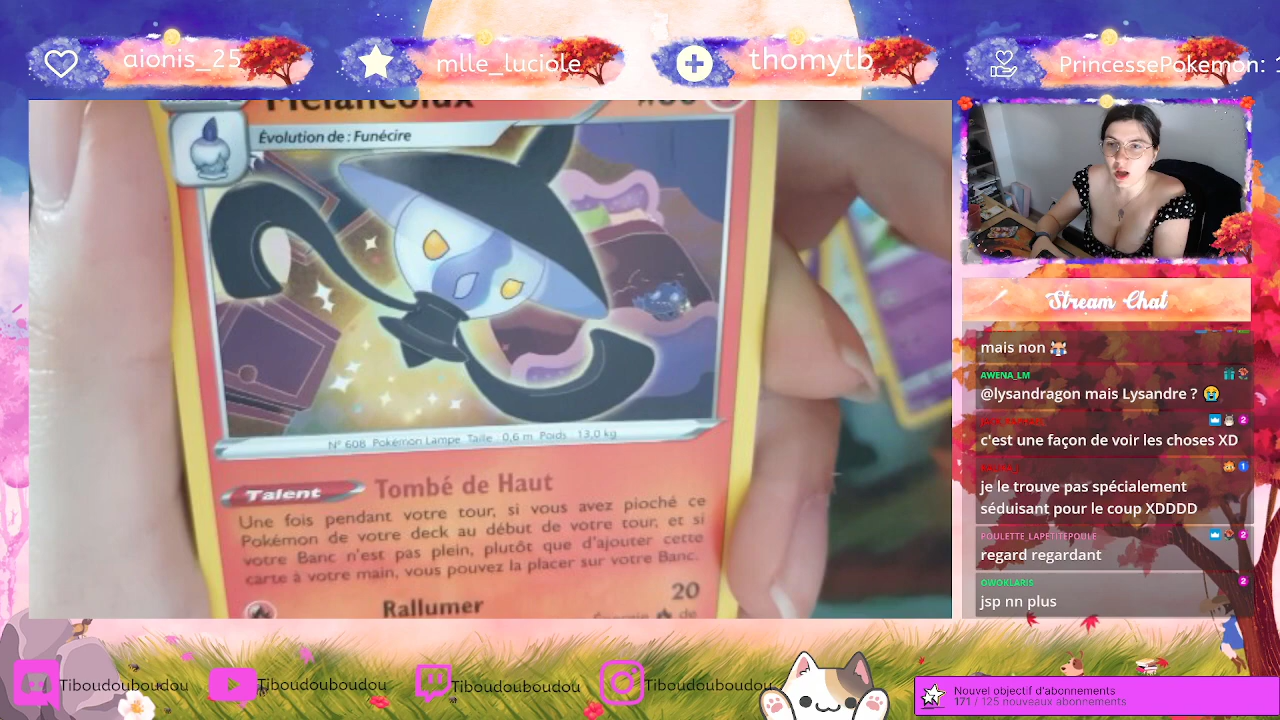 aionis_25
mlle_luciole
thomytb
PrincessePokemon: 1
Mélancolux
Évolution de : Funécire
N° 608 Pokémon Lampe Taille : 0,6 m Poids : 13,0 kg
Talent Tombé de Haut
Une fois pendant votre tour, si vous avez pioché ce
Pokémon de votre deck au début de votre tour, et si
votre Banc n'est pas plein, plutôt que d'ajouter cette
carte à votre main, vous pouvez la placer sur votre Banc.
Rallumer 20
Stream Chat
mais non
AWENA_LM
@lysandragon mais Lysandre ? 😭
c'est une façon de voir les choses XD
je le trouve pas spécialement
séduisant pour le coup XDDDD
POULETTE_LAPETITEPOULE
regard regardant
OWOKLARIS
jsp nn plus
Tiboudouboudou
Tiboudouboudou
Tiboudouboudou
Tiboudouboudou
Nouvel objectif d'abonnements
171 / 125 nouveaux abonnements